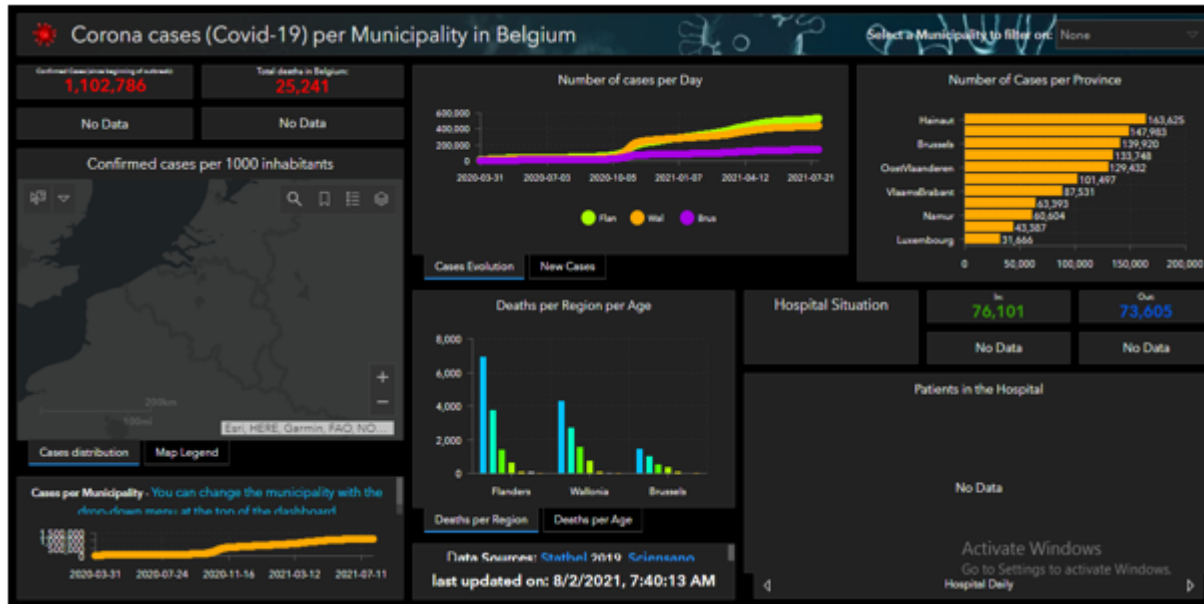 Corona cases (Covid-19) per Municipality in Belgium
Select a Municipality to filter on: None
Confirmed Cases (since beginning of outbreak):
1,102,786
Total deaths in Belgium:
25,241
No Data
No Data
Confirmed cases per 1000 inhabitants
200km
100mi
Esri, HERE, Garmin, FAO, NO...
Cases distribution
Map Legend
Cases per Municipality - You can change the municipality with the
drop-down menu at the top of the dashboard
1,500,000
1,000,000
500,000
0
2020-03-31 2020-07-24 2020-11-16 2021-03-12 2021-07-11
Number of cases per Day
600,000
400,000
200,000
0
2020-03-31 2020-07-03 2020-10-05 2021-01-07 2021-04-12 2021-07-21
Flan Wal Brus
Cases Evolution
New Cases
Number of Cases per Province
Hainaut 163,625
147,983
Brussels 139,920
133,748
OostVlaanderen 129,432
101,497
VlaamsBrabant 87,531
63,393
Namur 60,604
43,387
Luxembourg 31,666
0 50,000 100,000 150,000 200,000
Deaths per Region per Age
8,000
6,000
4,000
2,000
0
Flanders Wallonia Brussels
Deaths per Region
Deaths per Age
Data Sources: Statbel 2019, Sciensano
last updated on: 8/2/2021, 7:40:13 AM
Hospital Situation
In:
76,101
Out:
73,605
No Data
No Data
Patients in the Hospital
No Data
Activate Windows
Go to Settings to activate Windows.
Hospital Daily